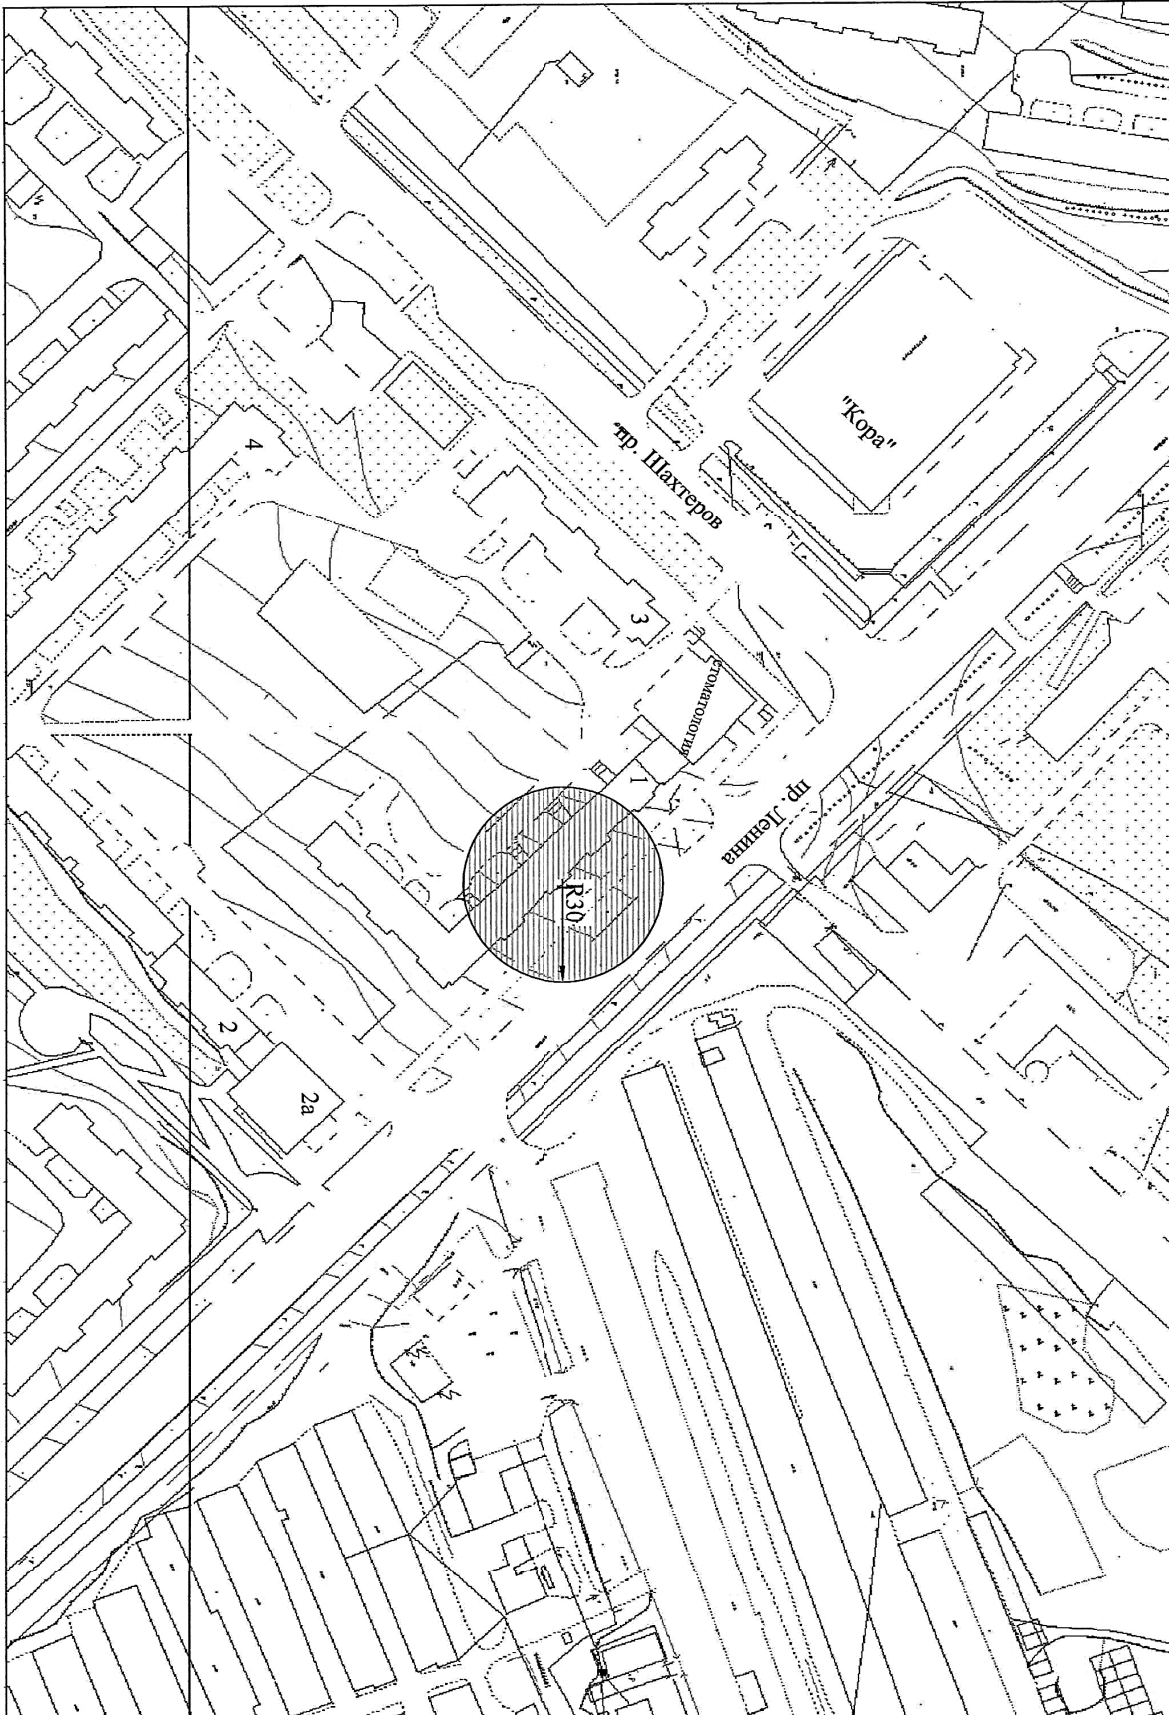 "Кора"
пр. Шахтеров
4
3
стоматология
1
пр. Ленина
R30
2
2а